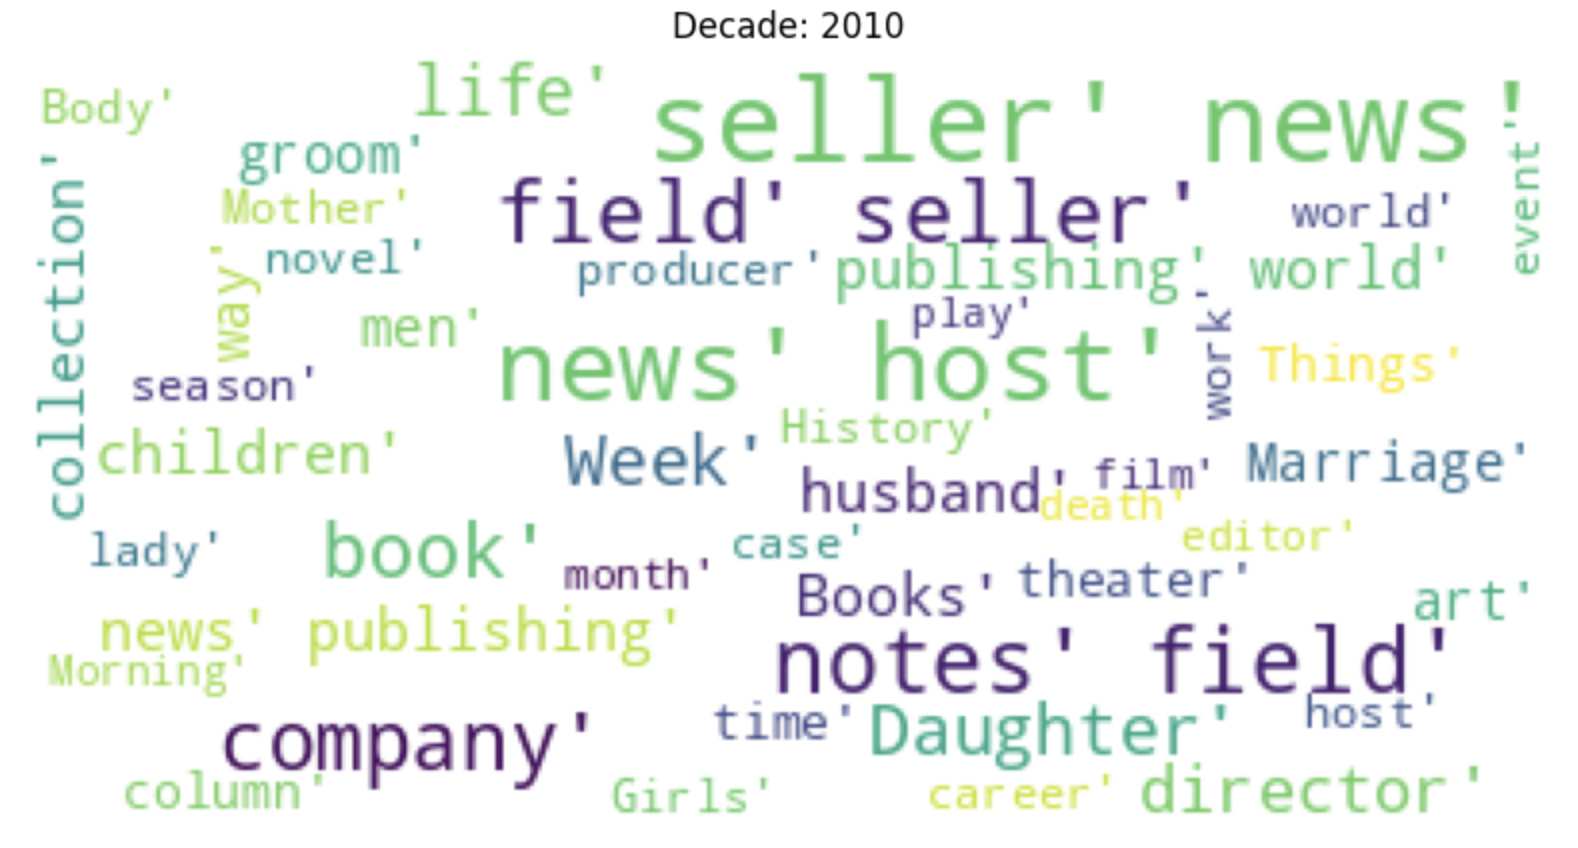 Decade: 2010
life'
Body'
seller' news'
groom'
event'
collection'
Mother'
field' seller'
world'
novel'
way'
producer'
publishing'
world'
play'
men'
work'
news' host'
Things'
season'
History'
children'
Week'
Marriage'
film'
husband'
death'
editor'
lady'
book'
case'
month'
theater'
Books'
art'
news' publishing'
notes' field'
Morning'
host'
time'
Daughter'
company'
column'
Girls'
career'
director'